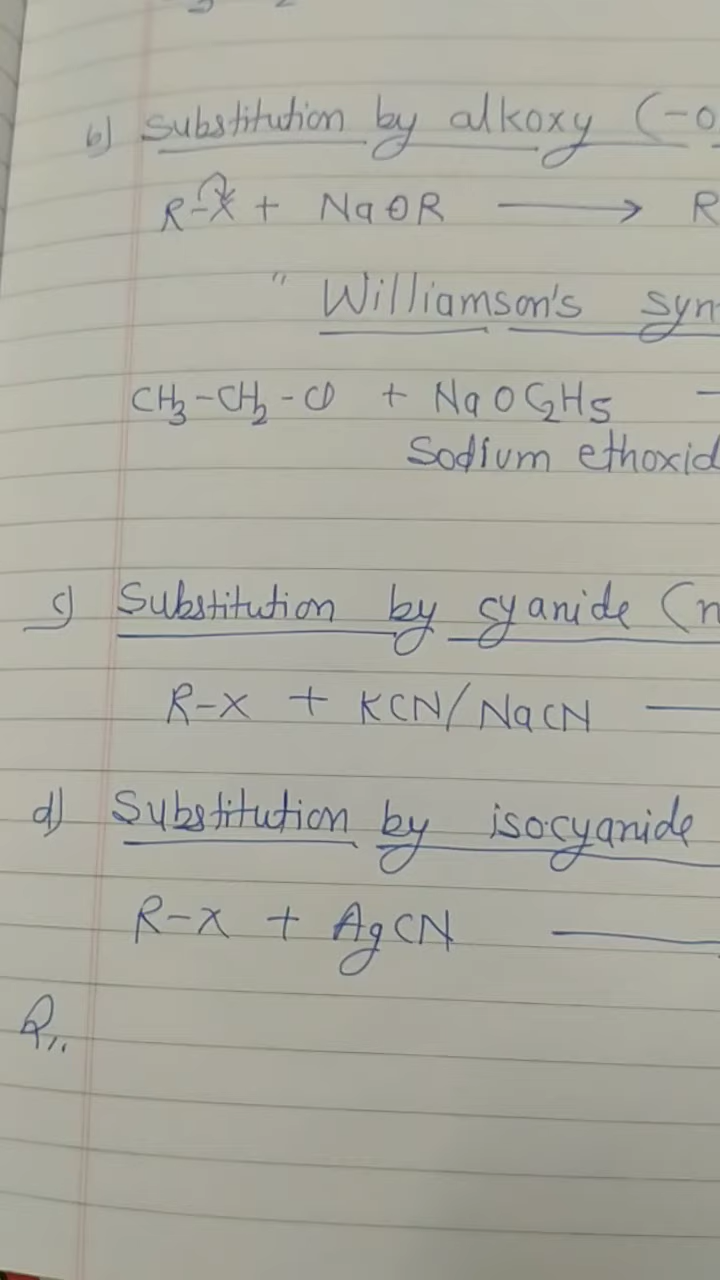 b) Substitution by alkoxy (-O
R-X + NaOR ⟶ R
" Williamson's syn
CH₃-CH₂-Cl + NaOC₂H₅ -
Sodium ethoxid
c) Substitution by cyanide (n
R-X + KCN/NaCN —
d) Substitution by isocyanide
R-X + AgCN —
Q,,